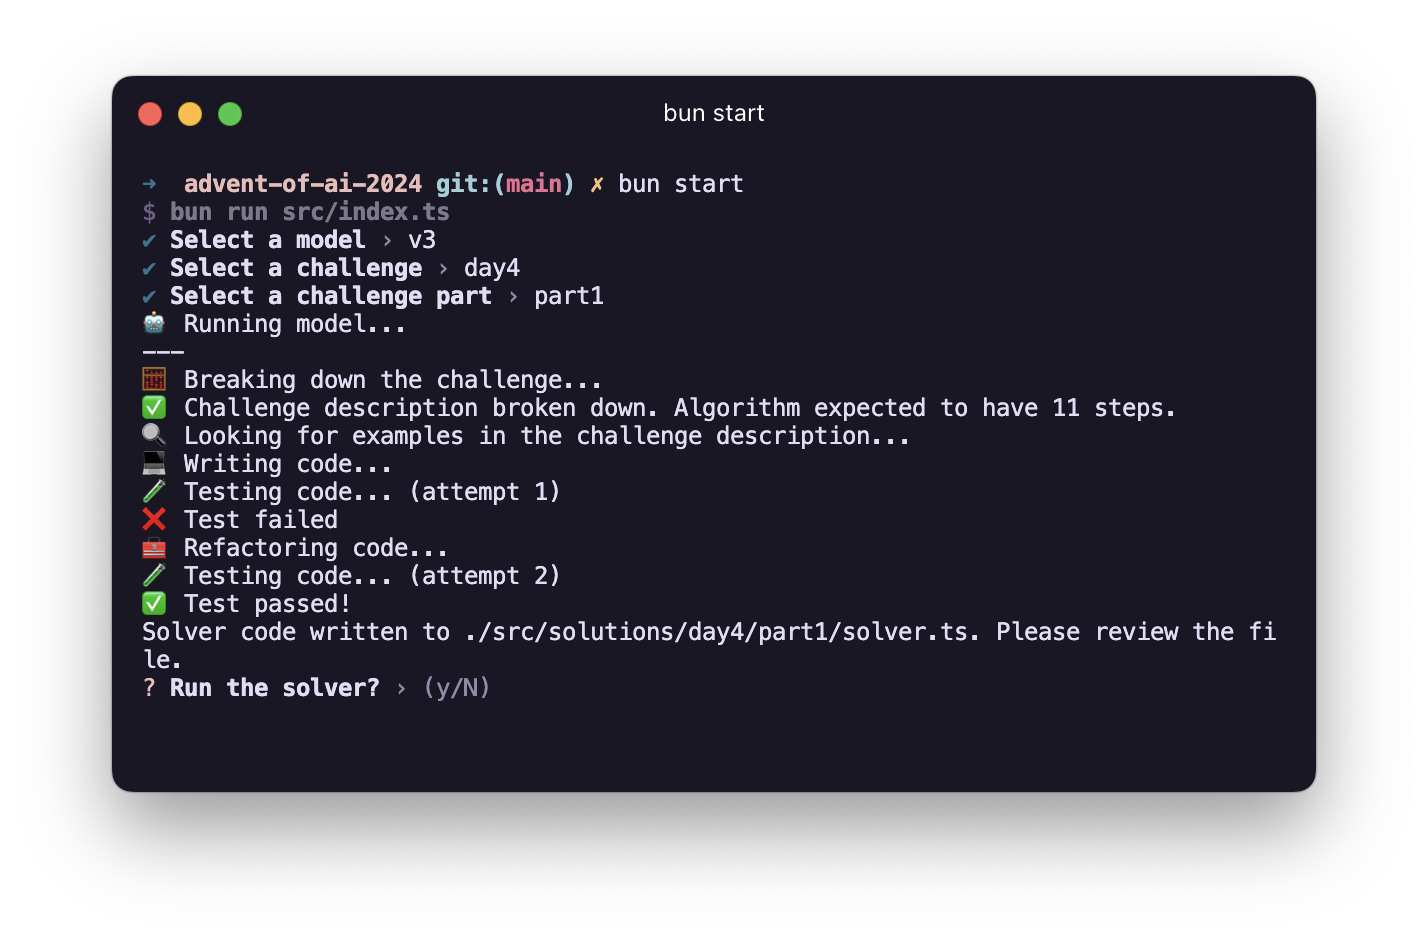 bun start
➜  advent-of-ai-2024 git:(main) ✗ bun start
$ bun run src/index.ts
✔ Select a model › v3
✔ Select a challenge › day4
✔ Select a challenge part › part1
🤖 Running model...
---
🧮 Breaking down the challenge...
✅ Challenge description broken down. Algorithm expected to have 11 steps.
🔍 Looking for examples in the challenge description...
💻 Writing code...
🧪 Testing code... (attempt 1)
❌ Test failed
🧰 Refactoring code...
🧪 Testing code... (attempt 2)
✅ Test passed!
Solver code written to ./src/solutions/day4/part1/solver.ts. Please review the fi
le.
? Run the solver? › (y/N)